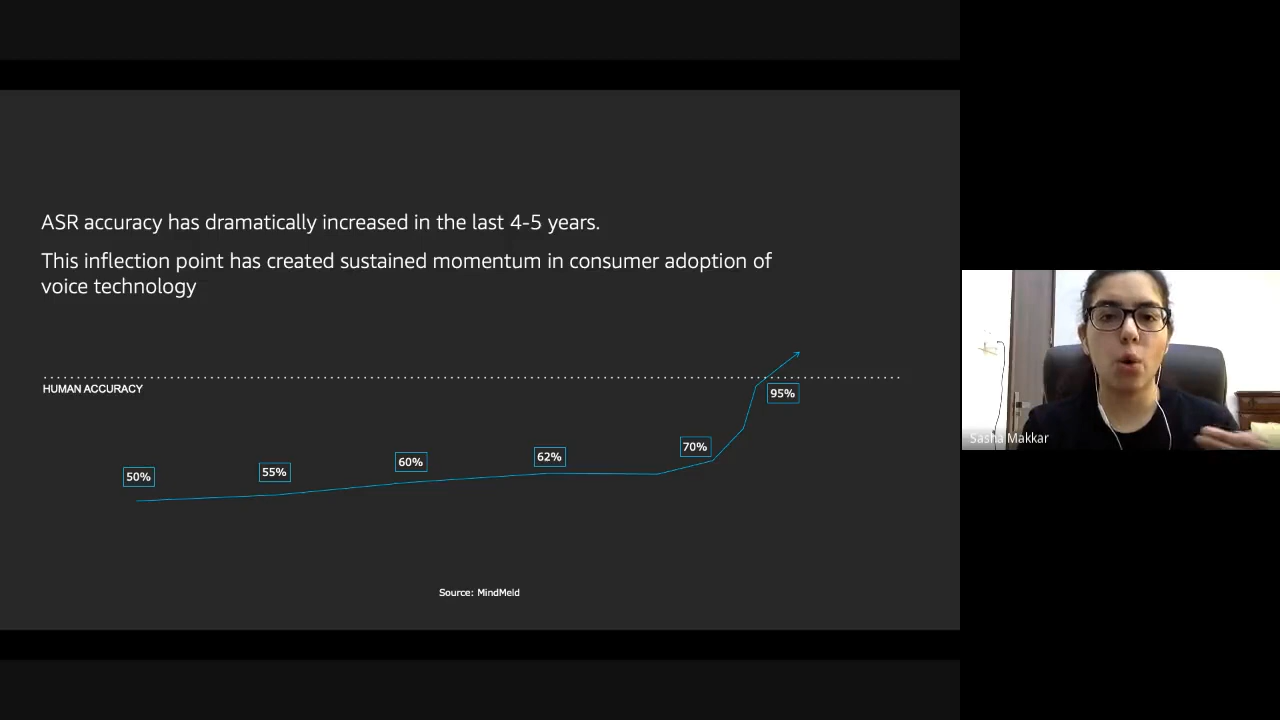 ASR accuracy has dramatically increased in the last 4-5 years.
This inflection point has created sustained momentum in consumer adoption of
voice technology
HUMAN ACCURACY
95%
70%
62%
60%
55%
50%
Source: MindMeld
Sasha Makkar